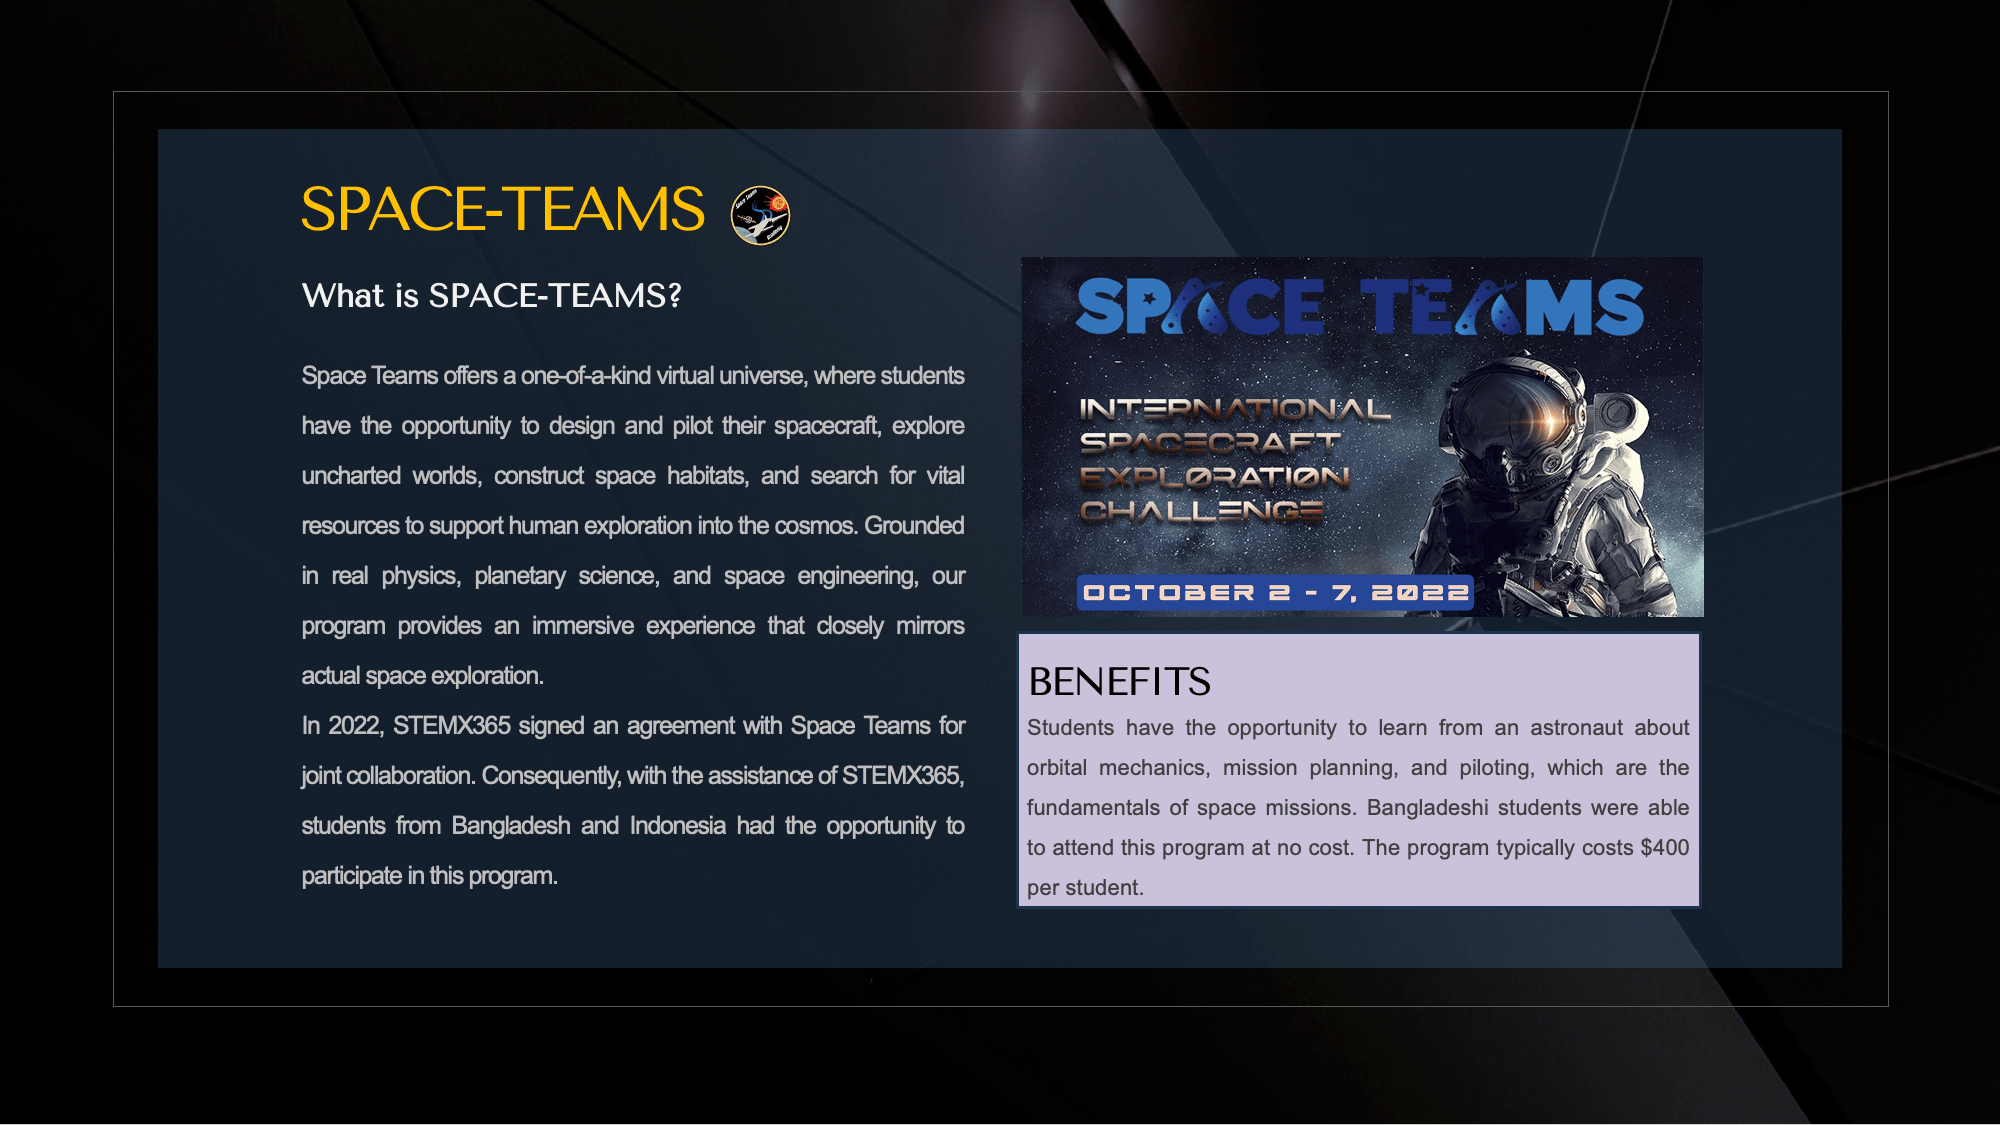 SPACE-TEAMS
What is SPACE-TEAMS?
Space Teams offers a one-of-a-kind virtual universe, where students
have the opportunity to design and pilot their spacecraft, explore
uncharted worlds, construct space habitats, and search for vital
resources to support human exploration into the cosmos. Grounded
in real physics, planetary science, and space engineering, our
program provides an immersive experience that closely mirrors
actual space exploration.
In 2022, STEMX365 signed an agreement with Space Teams for
joint collaboration. Consequently, with the assistance of STEMX365,
students from Bangladesh and Indonesia had the opportunity to
participate in this program.
SPACE TEAMS
INTERNATIONAL
SPACECRAFT
EXPLORATION
CHALLENGE
OCTOBER 2 - 7, 2022
BENEFITS
Students have the opportunity to learn from an astronaut about
orbital mechanics, mission planning, and piloting, which are the
fundamentals of space missions. Bangladeshi students were able
to attend this program at no cost. The program typically costs $400
per student.